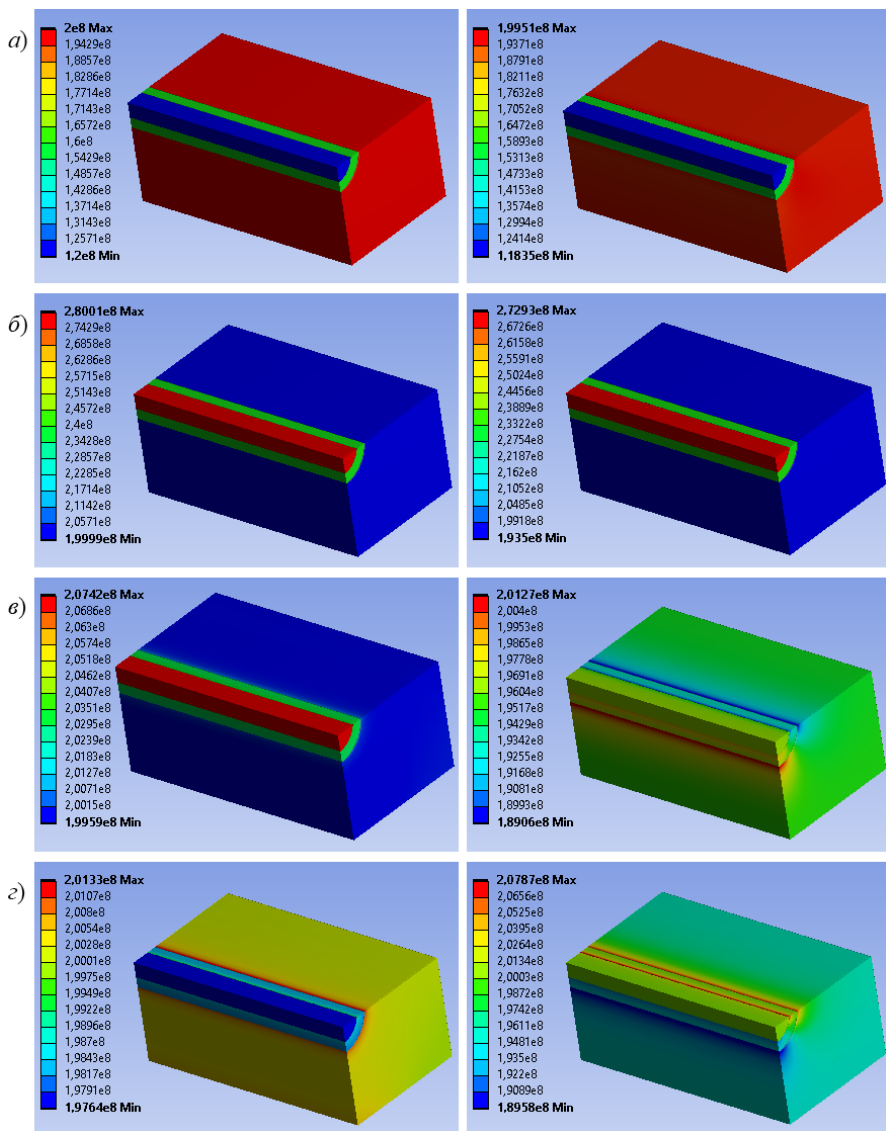 а)
2e8 Max
1,9429e8
1,8857e8
1,8286e8
1,7714e8
1,7143e8
1,6572e8
1,6e8
1,5429e8
1,4857e8
1,4286e8
1,3714e8
1,3143e8
1,2571e8
1,2e8 Min
1,9951e8 Max
1,9371e8
1,8791e8
1,8211e8
1,7632e8
1,7052e8
1,6472e8
1,5893e8
1,5313e8
1,4733e8
1,4153e8
1,3574e8
1,2994e8
1,2414e8
1,1835e8 Min
б)
2,8001e8 Max
2,7429e8
2,6858e8
2,6286e8
2,5715e8
2,5143e8
2,4572e8
2,4e8
2,3428e8
2,2857e8
2,2285e8
2,1714e8
2,1142e8
2,0571e8
1,9999e8 Min
2,7293e8 Max
2,6726e8
2,6158e8
2,5591e8
2,5024e8
2,4456e8
2,3889e8
2,3322e8
2,2754e8
2,2187e8
2,162e8
2,1052e8
2,0485e8
1,9918e8
1,935e8 Min
в)
2,0742e8 Max
2,0686e8
2,063e8
2,0574e8
2,0518e8
2,0462e8
2,0407e8
2,0351e8
2,0295e8
2,0239e8
2,0183e8
2,0127e8
2,0071e8
2,0015e8
1,9959e8 Min
2,0127e8 Max
2,004e8
1,9953e8
1,9865e8
1,9778e8
1,9691e8
1,9604e8
1,9517e8
1,9429e8
1,9342e8
1,9255e8
1,9168e8
1,9081e8
1,8993e8
1,8906e8 Min
г)
2,0133e8 Max
2,0107e8
2,008e8
2,0054e8
2,0028e8
2,0001e8
1,9975e8
1,9949e8
1,9922e8
1,9896e8
1,987e8
1,9843e8
1,9817e8
1,9791e8
1,9764e8 Min
2,0787e8 Max
2,0656e8
2,0525e8
2,0395e8
2,0264e8
2,0134e8
2,0003e8
1,9872e8
1,9742e8
1,9611e8
1,9481e8
1,935e8
1,922e8
1,9089e8
1,8958e8 Min